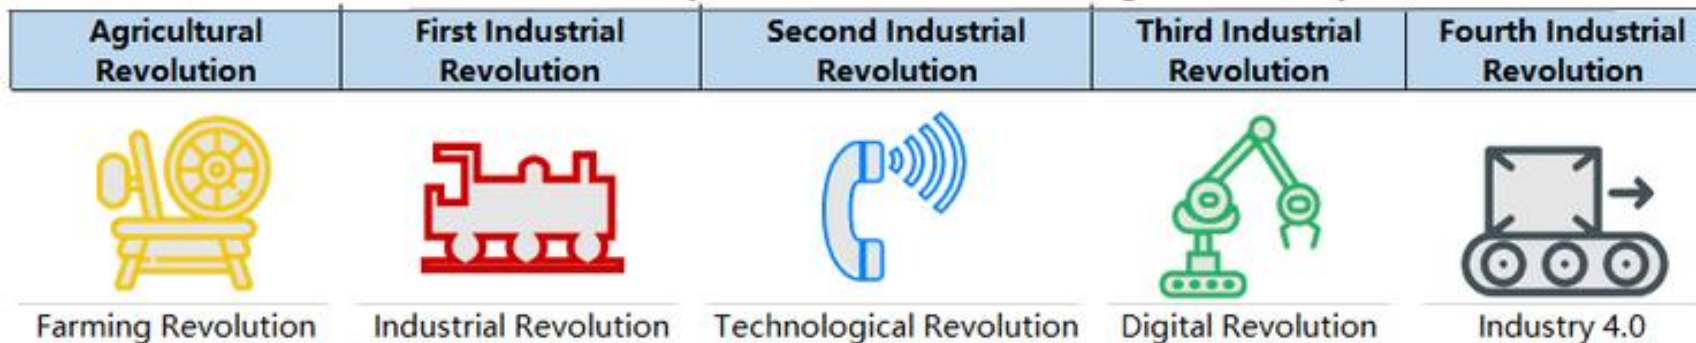 Agricultural Revolution
First Industrial Revolution
Second Industrial Revolution
Third Industrial Revolution
Fourth Industrial Revolution
Farming Revolution
Industrial Revolution
Technological Revolution
Digital Revolution
Industry 4.0